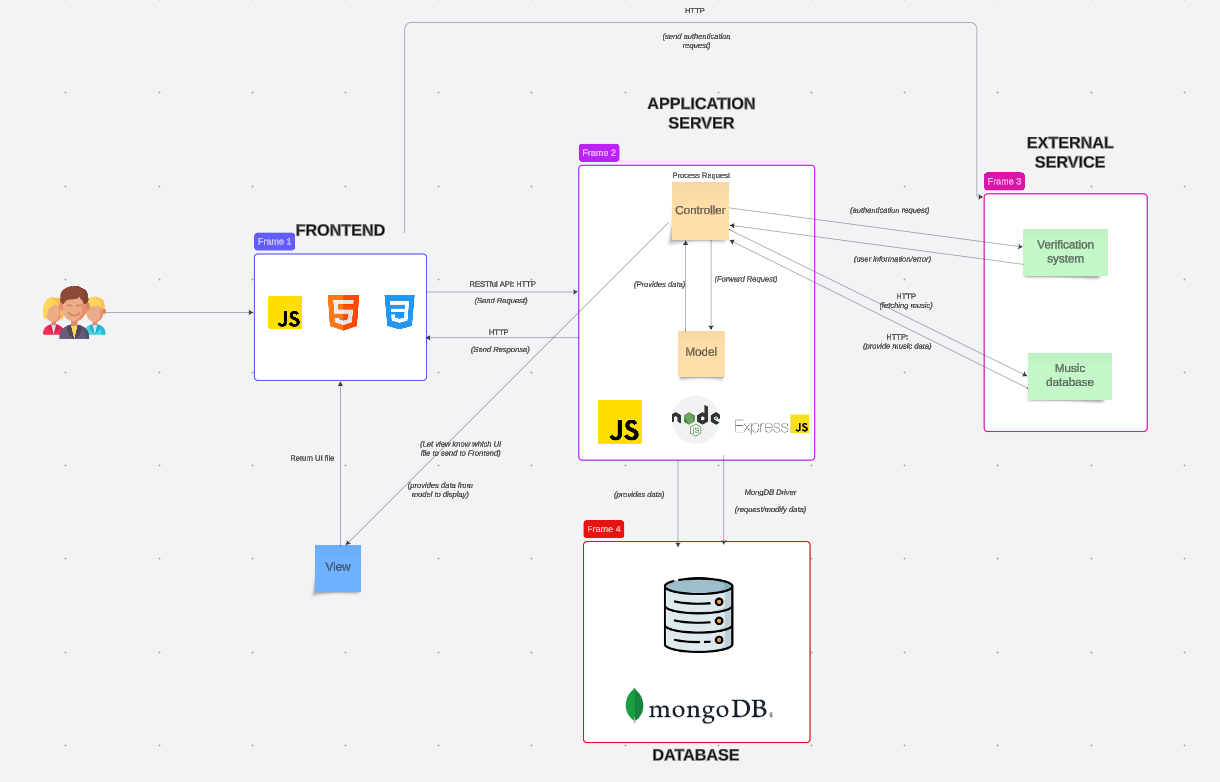 HTTP
(send authentication
request)
APPLICATION
SERVER
EXTERNAL
SERVICE
Frame 2
Frame 3
Process Request
Controller
(authentication request)
FRONTEND
Frame 1
Verification
system
(user information/error)
RESTful API: HTTP
(Send Request)
(Provides data)
(Forward Request)
HTTP
(fetching music)
JS
5
3
HTTP
(Send Response)
HTTP:
(provide music data)
Model
Music
database
JS
node
JS
Express
JS
(Let view know which UI
file to send to Frontend)
Return UI file
(provides data from
model to display)
(provides data)
MongDB Driver
(request/modify data)
Frame 4
View
mongoDB
DATABASE